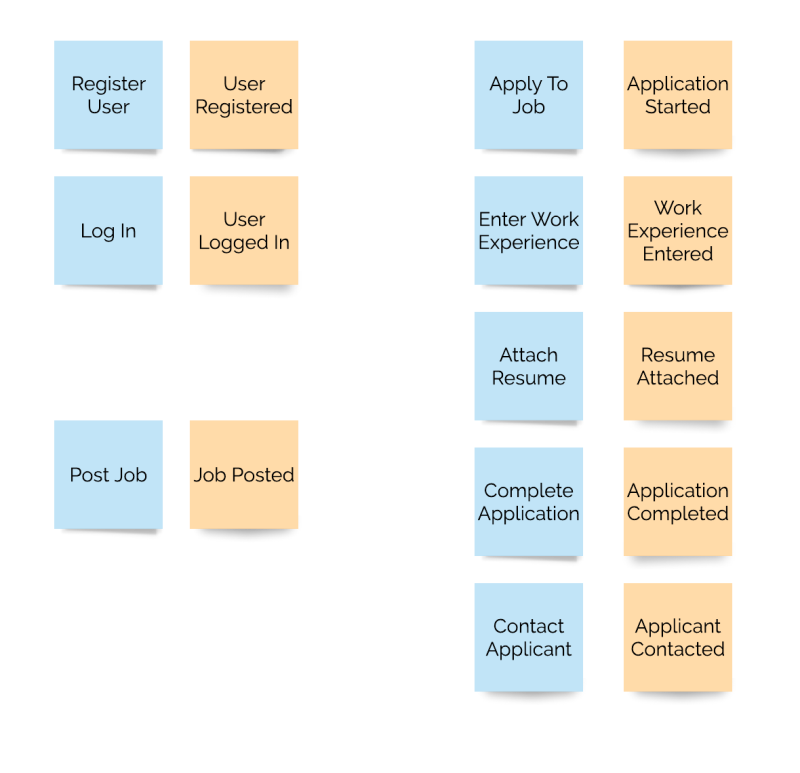 Register
User
User
Registered
Log In
User
Logged In
Post Job
Job Posted
Apply To
Job
Application
Started
Enter Work
Experience
Work
Experience
Entered
Attach
Resume
Resume
Attached
Complete
Application
Application
Completed
Contact
Applicant
Applicant
Contacted